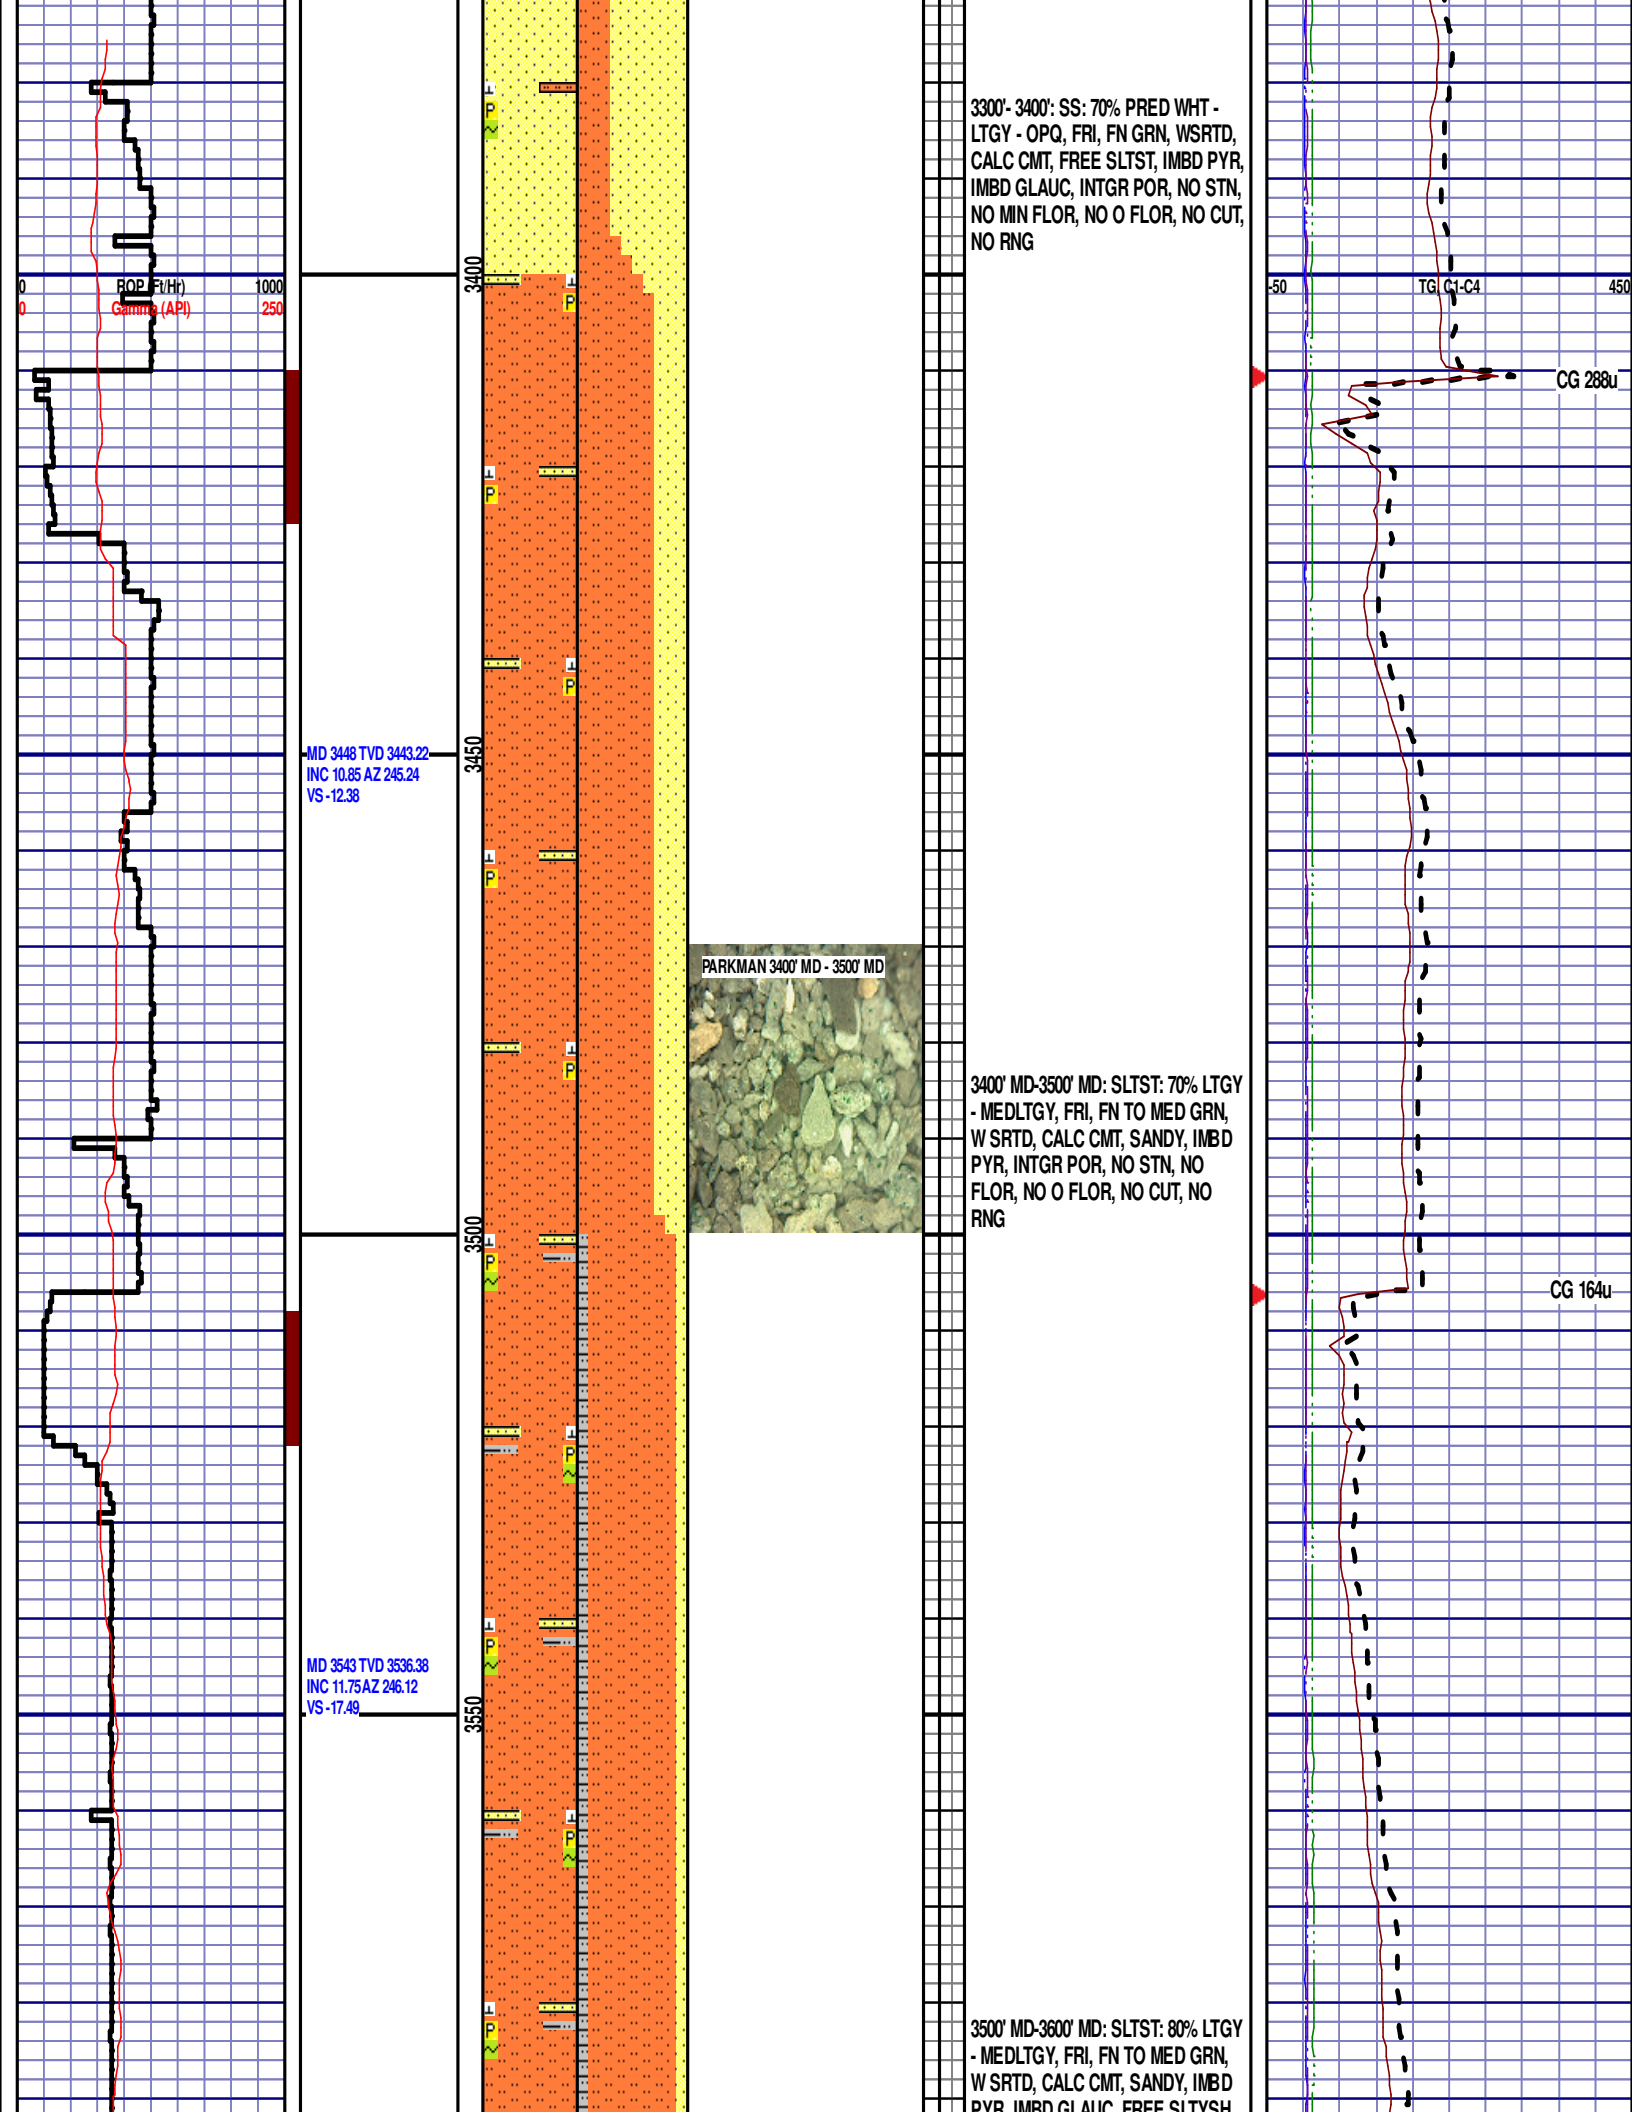 3300'- 3400': SS: 70% PRED WHT -
LTGY - OPQ, FRI, FN GRN, WSRTD,
CALC CMT, FREE SLTST, IMBD PYR,
IMBD GLAUC, INTGR POR, NO STN,
NO MIN FLOR, NO O FLOR, NO CUT,
NO RNG
3400
0 ROP (Ft/Hr) 1000
0 Gamma (API) 250
-50 TG, C1-C4 450
CG 288u
P
P
P
P
P
P
MD 3448 TVD 3443.22
INC 10.85 AZ 245.24
VS -12.38
3450
PARKMAN 3400' MD - 3500' MD
3400' MD-3500' MD: SLTST: 70% LTGY
- MEDLTGY, FRI, FN TO MED GRN,
W SRTD, CALC CMT, SANDY, IMBD
PYR, INTGR POR, NO STN, NO
FLOR, NO O FLOR, NO CUT, NO
RNG
3500
CG 164u
P
P
P
P
P
MD 3543 TVD 3536.38
INC 11.75 AZ 246.12
VS -17.49
3550
3500' MD-3600' MD: SLTST: 80% LTGY
- MEDLTGY, FRI, FN TO MED GRN,
W SRTD, CALC CMT, SANDY, IMBD
PYR, IMBD GLAUC, FREE SLTYSH